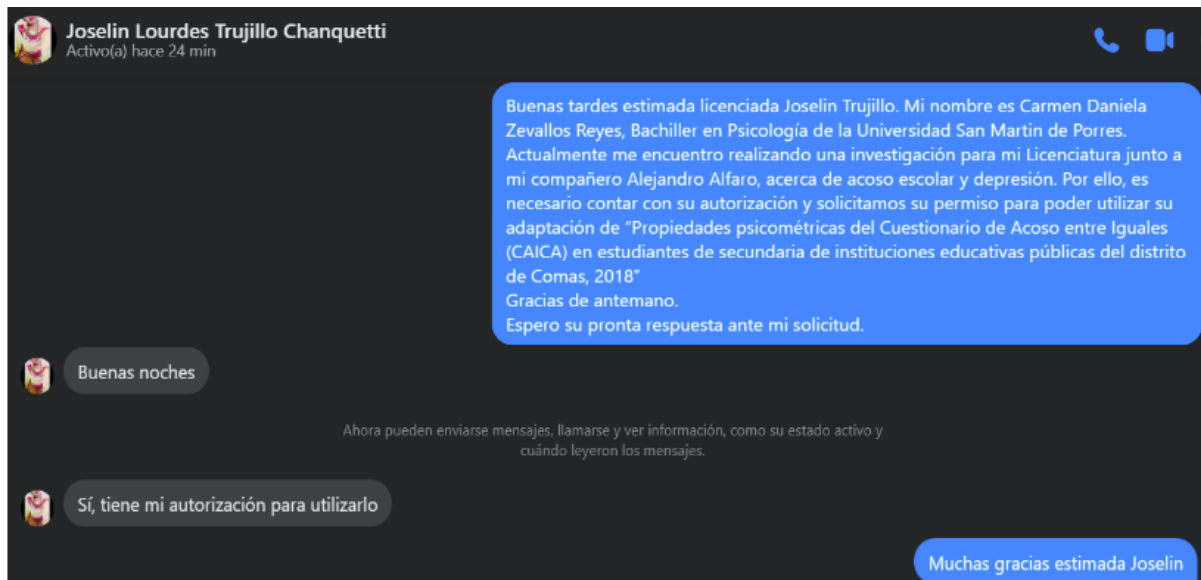 Joselin Lourdes Trujillo Chanquetti
Activo(a) hace 24 min
Buenas tardes estimada licenciada Joselin Trujillo. Mi nombre es Carmen Daniela
Zevallos Reyes, Bachiller en Psicología de la Universidad San Martin de Porres.
Actualmente me encuentro realizando una investigación para mi Licenciatura junto a
mi compañero Alejandro Alfaro, acerca de acoso escolar y depresión. Por ello, es
necesario contar con su autorización y solicitamos su permiso para poder utilizar su
adaptación de “Propiedades psicométricas del Cuestionario de Acoso entre Iguales
(CAICA) en estudiantes de secundaria de instituciones educativas públicas del distrito
de Comas, 2018”
Gracias de antemano.
Espero su pronta respuesta ante mi solicitud.
Buenas noches
Ahora pueden enviarse mensajes, llamarse y ver información, como su estado activo y
cuándo leyeron los mensajes.
Sí, tiene mi autorización para utilizarlo
Muchas gracias estimada Joselin